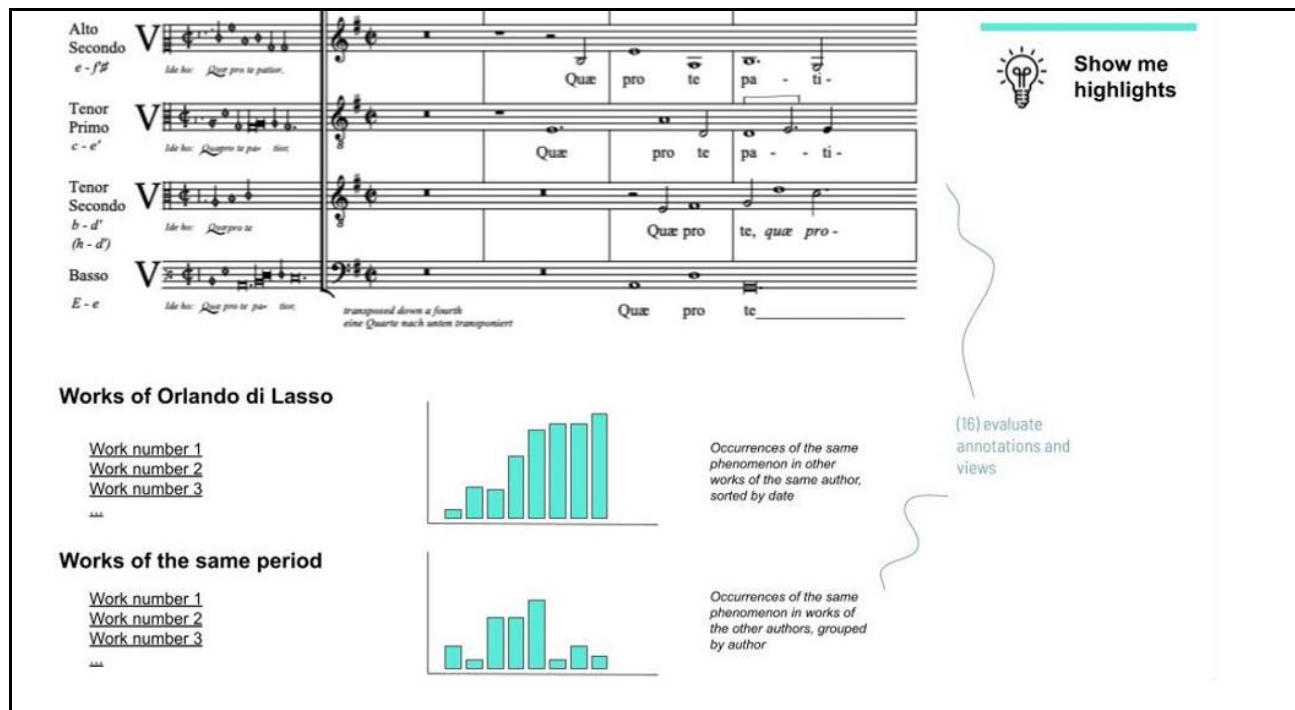 Alto
Secondo
e - f'♯
Ide ho: Quæ pro te patior,
Quæ pro te pa - ti -
Show me
highlights
Tenor
Primo
c - e'
Ide ho: Quæ pro te pa- tior,
Quæ pro te pa - - ti -
Tenor
Secondo
b - d'
(h - d')
Ide ho: Quæ pro te
Quæ pro te, quæ pro -
Basso
E - e
Ide ho: Quæ pro te pa- tior,
transposed down a fourth
eine Quarte nach unten transponiert
Quæ pro te
Works of Orlando di Lasso
Work number 1
Work number 2
Work number 3
...
Occurrences of the same
phenomenon in other
works of the same author,
sorted by date
(16) evaluate
annotations and
views
Works of the same period
Work number 1
Work number 2
Work number 3
...
Occurrences of the same
phenomenon in works of
the other authors, grouped
by author